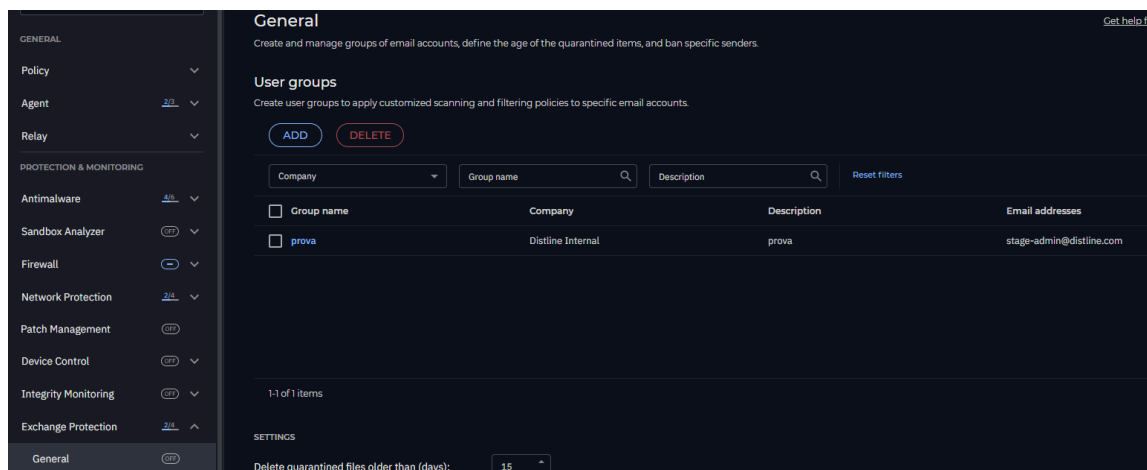 General
Get help f
Create and manage groups of email accounts, define the age of the quarantined items, and ban specific senders.
GENERAL
Policy
Agent 2/3
Relay
PROTECTION & MONITORING
Antimalware 4/6
Sandbox Analyzer OFF
Firewall
Network Protection 2/4
Patch Management OFF
Device Control OFF
Integrity Monitoring OFF
Exchange Protection 2/4
General OFF
User groups
Create user groups to apply customized scanning and filtering policies to specific email accounts.
ADD DELETE
Company Group name Description Reset filters
Group name Company Description Email addresses
prova Distline Internal prova stage-admin@distline.com
1-1 of 1 items
SETTINGS
Delete quarantined files older than (days): 15